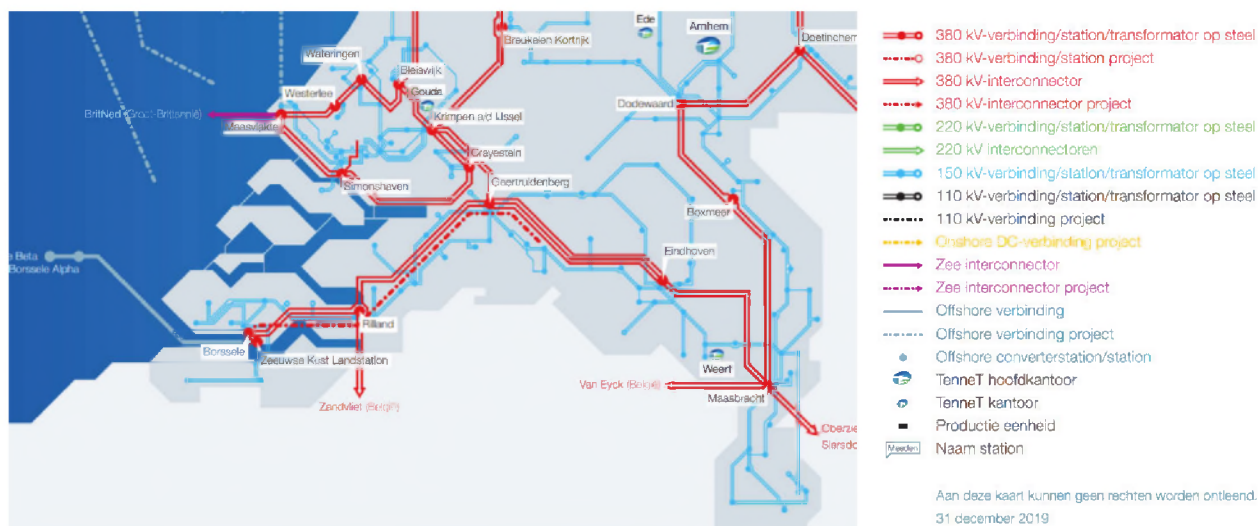 Ede
Arnhem
Breukelen Kortrijk
Doetinchem
Wateringen
Bleiswijk
Gouda
Westerlee
Dodewaard
BritNed (Groot-Brittannië)
Krimpen a/d IJssel
Maasvlakte
Crayestein
Simonshaven
Geertruidenberg
Boxmeer
Eindhoven
Beta
Borssele Alpha
Rilland
Borssele
Zeeuwse Kust Landstation
Weert
Van Eyck (België)
Maasbracht
Zandvliet (België)
Oberzie
Siersdo
380 kV-verbinding/station/transformator op steel
380 kV-verbinding/station project
380 kV-interconnector
380 kV-interconnector project
220 kV-verbinding/station/transformator op steel
220 kV interconnectoren
150 kV-verbinding/station/transformator op steel
110 kV-verbinding/station/transformator op steel
110 kV-verbinding project
Onshore DC-verbinding project
Zee interconnector
Zee interconnector project
Offshore verbinding
Offshore verbinding project
Offshore converterstation/station
TenneT hoofdkantoor
TenneT kantoor
Productie eenheid
Meeden Naam station
Aan deze kaart kunnen geen rechten worden ontleend.
31 december 2019